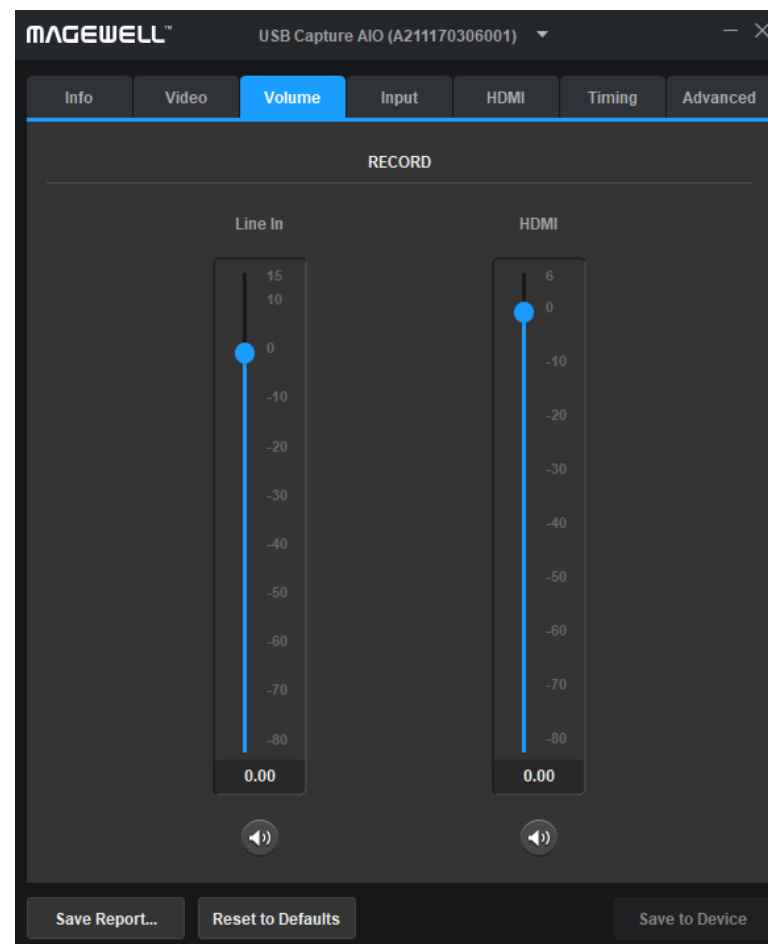 MAGEWELL™ USB Capture AIO (A211170306001)
Info Video Volume Input HDMI Timing Advanced
RECORD
Line In HDMI
15 6
10 0
0 -10
-10 -20
-20 -30
-30 -40
-40 -50
-50 -60
-60 -70
-70 -80
-80
0.00 0.00
Save Report... Reset to Defaults Save to Device